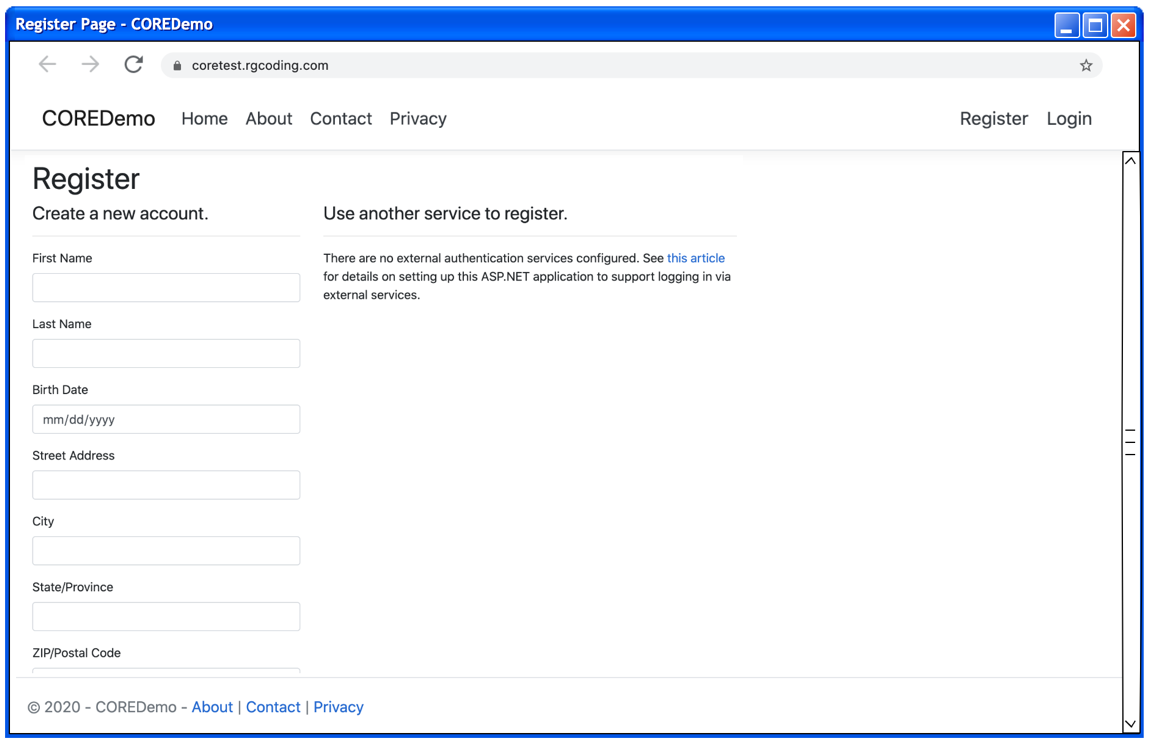 Register Page - COREDemo
coretest.rgcoding.com
COREDemo Home About Contact Privacy Register Login
Register
Create a new account.
Use another service to register.
There are no external authentication services configured. See this article
for details on setting up this ASP.NET application to support logging in via
external services.
First Name
Last Name
Birth Date
mm/dd/yyyy
Street Address
City
State/Province
ZIP/Postal Code
© 2020 - COREDemo - About | Contact | Privacy